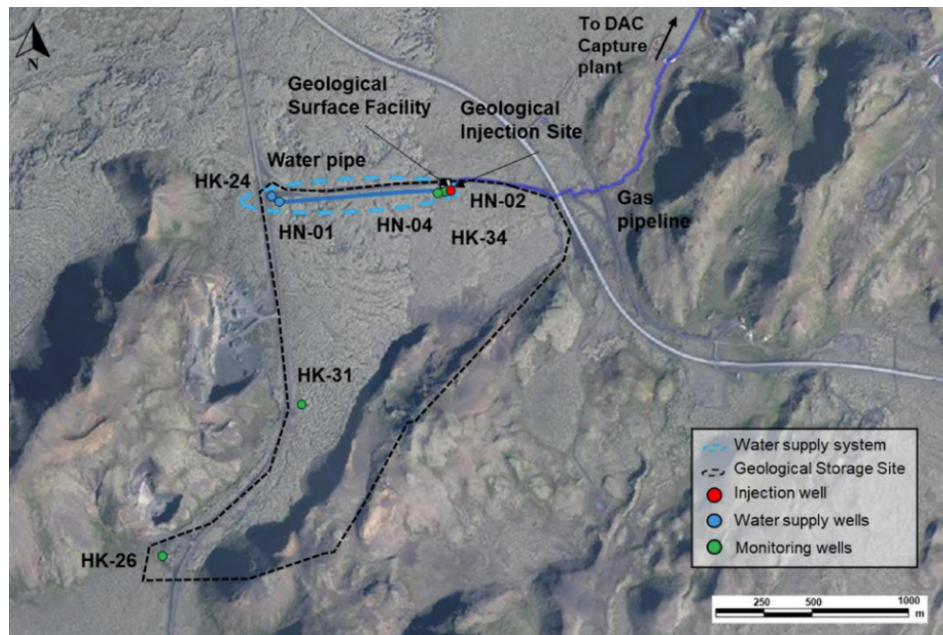 To DAC
Capture
plant
N
Geological
Surface Facility
Geological
Injection Site
Water pipe
HK-24
HN-02
Gas
pipeline
HN-01
HN-04
HK-34
HK-31
HK-26
Water supply system
Geological Storage Site
Injection well
Water supply wells
Monitoring wells
250 500 1000
m